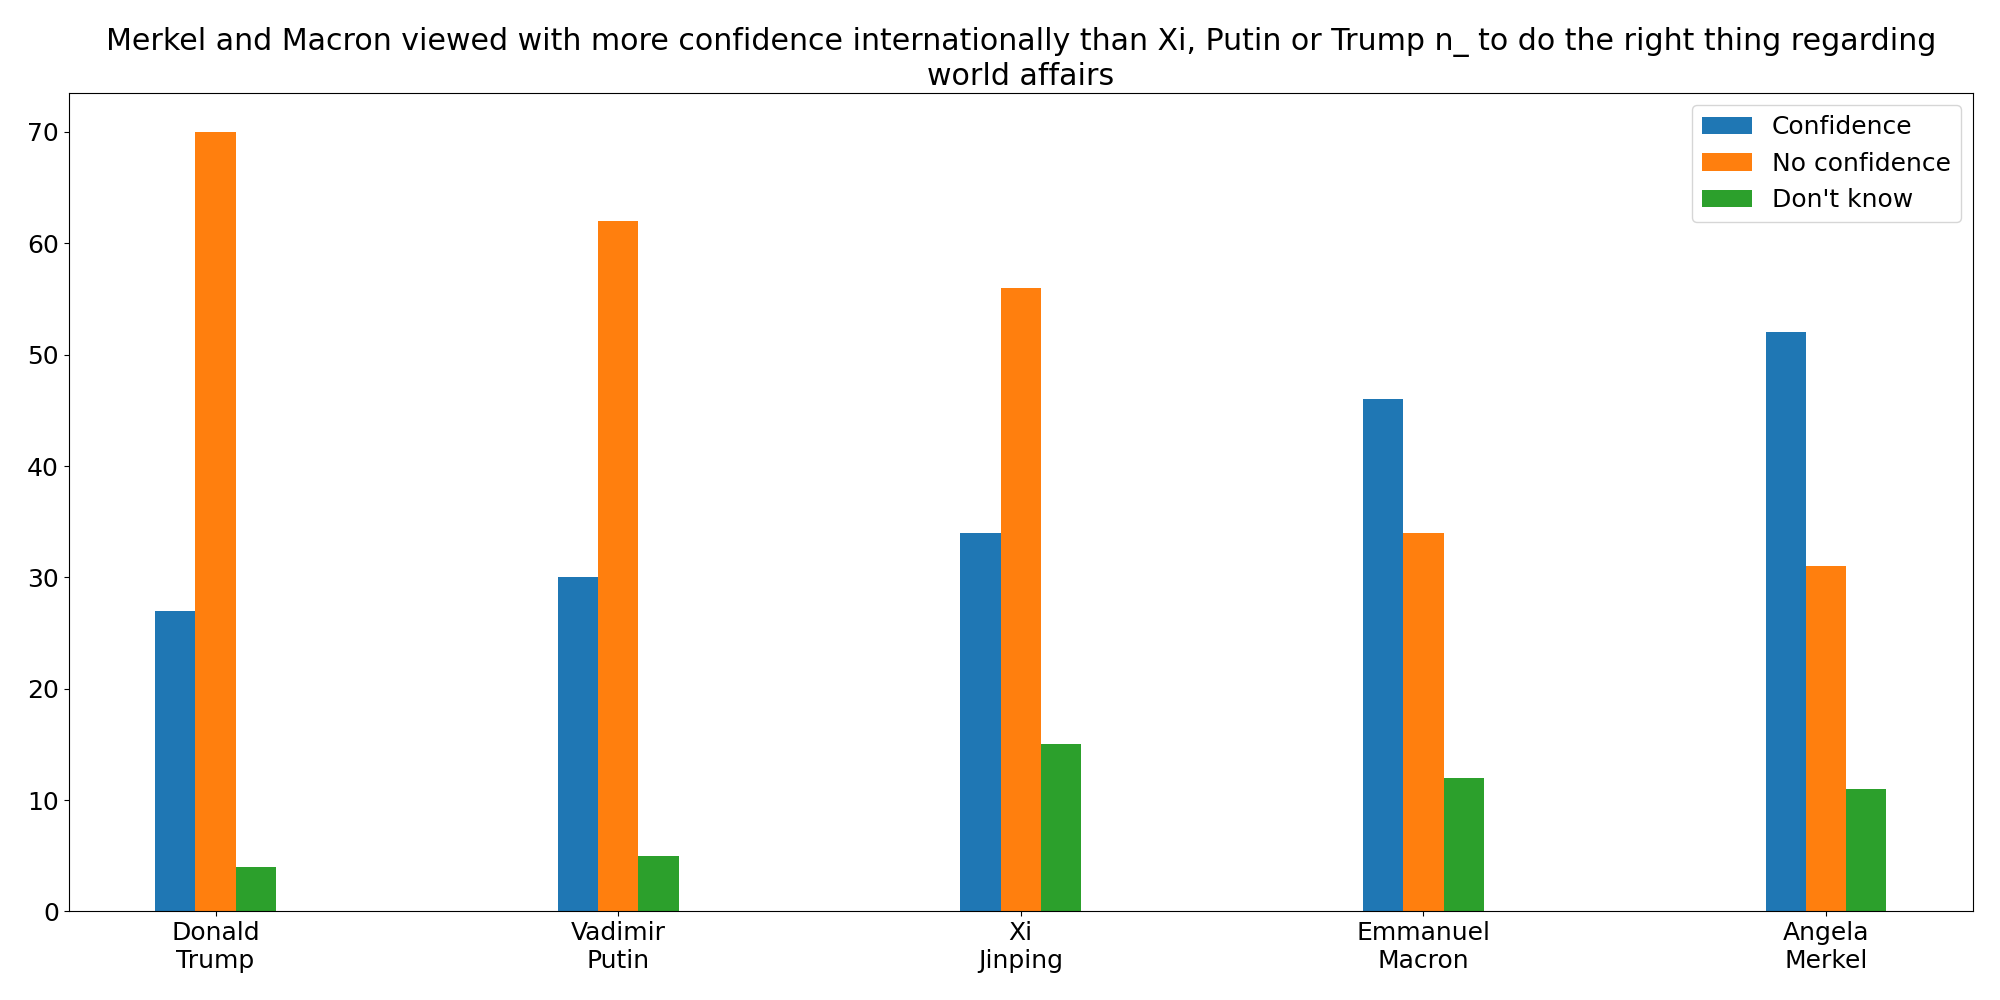 Merkel and Macron viewed with more confidence internationally than Xi, Putin or Trump n_ to do the right thing regarding
world affairs
Confidence
No confidence
Don't know
70
60
50
40
30
20
10
0
Donald
Trump
Vadimir
Putin
Xi
Jinping
Emmanuel
Macron
Angela
Merkel